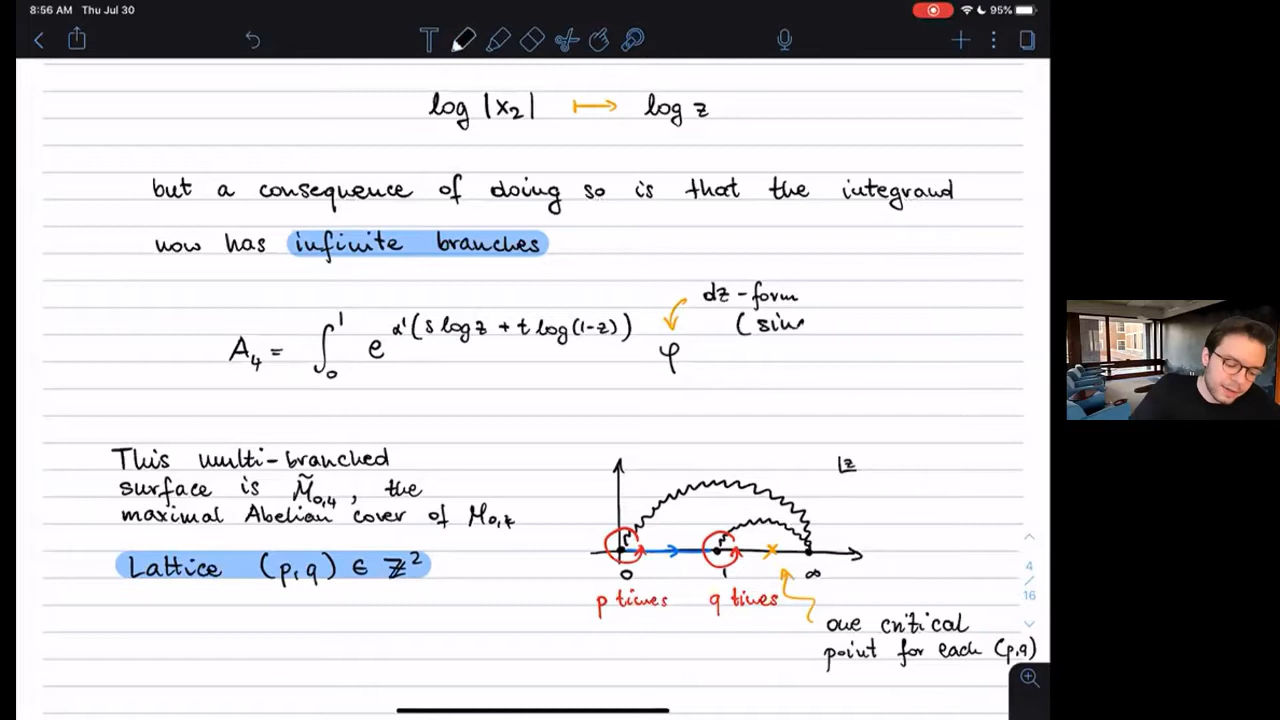 8:56 AM Thu Jul 30
95%
log |x₂| ⟼ log z
but a consequence of doing so is that the integrand
now has infinite branches
dz-form
(sin
A₄ = ∫₀¹ e^{α'(s log z + t log(1-z))} φ
This multi-branched
surface is M̃₀,₄, the
maximal Abelian cover of M₀,₄
Lattice (p,q) ∈ ℤ²
z
0 1 ∞
p times q times
one critical
point for each (p,q)
4
/
16